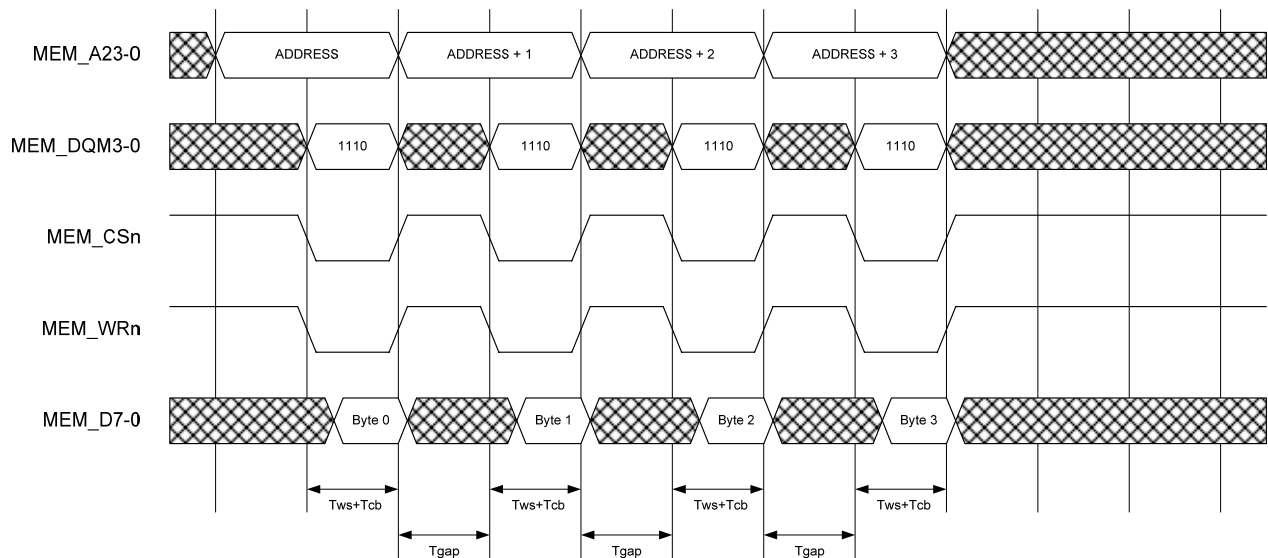 MEM_A23-0 ADDRESS ADDRESS + 1 ADDRESS + 2 ADDRESS + 3
MEM_DQM3-0 1110 1110 1110 1110
MEM_CSn
MEM_WRn
MEM_D7-0 Byte 0 Byte 1 Byte 2 Byte 3
Tws+Tcb Tws+Tcb Tws+Tcb Tws+Tcb
Tgap Tgap Tgap